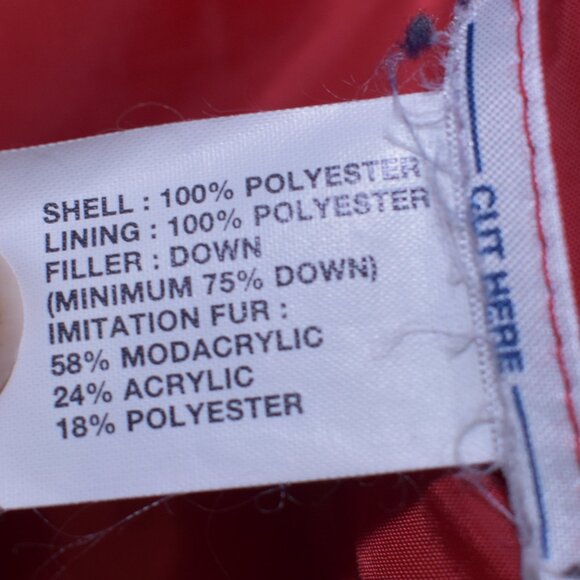 SHELL : 100% POLYESTER
LINING : 100% POLYESTER
FILLER : DOWN
(MINIMUM 75% DOWN)
IMITATION FUR :
58% MODACRYLIC
24% ACRYLIC
18% POLYESTER
CUT HERE